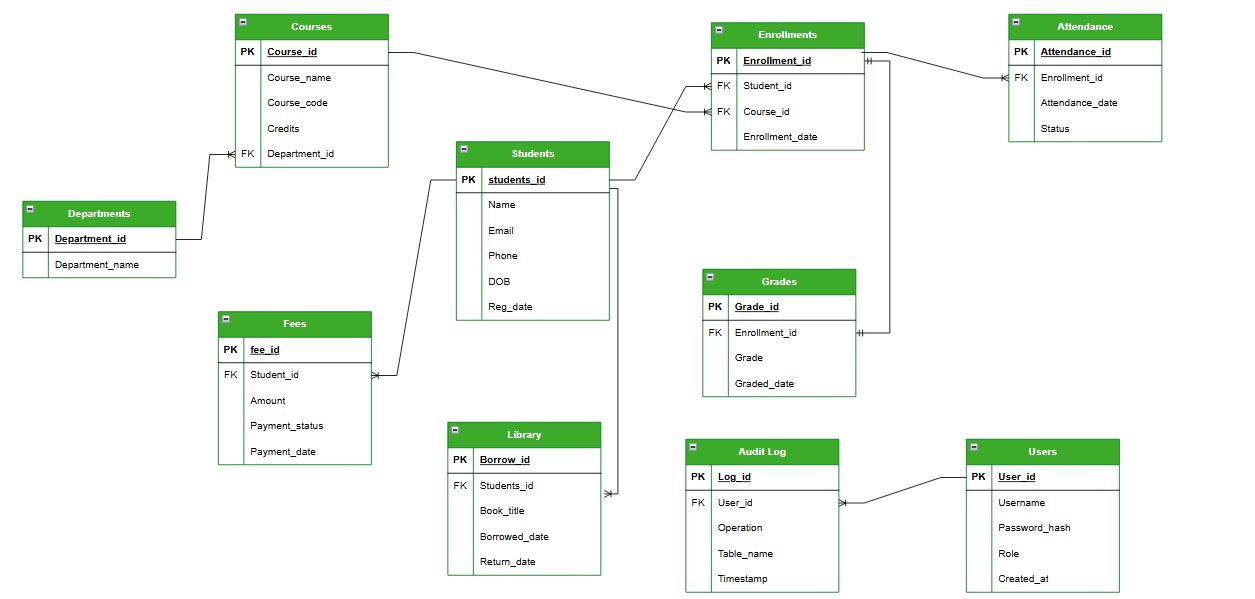 Courses
PK Course_id
Course_name
Course_code
Credits
FK Department_id
Enrollments
PK Enrollment_id
FK Student_id
FK Course_id
Enrollment_date
Attendance
PK Attendance_id
FK Enrollment_id
Attendance_date
Status
Students
PK students_id
Name
Email
Phone
DOB
Reg_date
Departments
PK Department_id
Department_name
Fees
PK fee_id
FK Student_id
Amount
Payment_status
Payment_date
Grades
PK Grade_id
FK Enrollment_id
Grade
Graded_date
Library
PK Borrow_id
FK Students_id
Book_title
Borrowed_date
Return_date
Audit Log
PK Log_id
FK User_id
Operation
Table_name
Timestamp
Users
PK User_id
Username
Password_hash
Role
Created_at